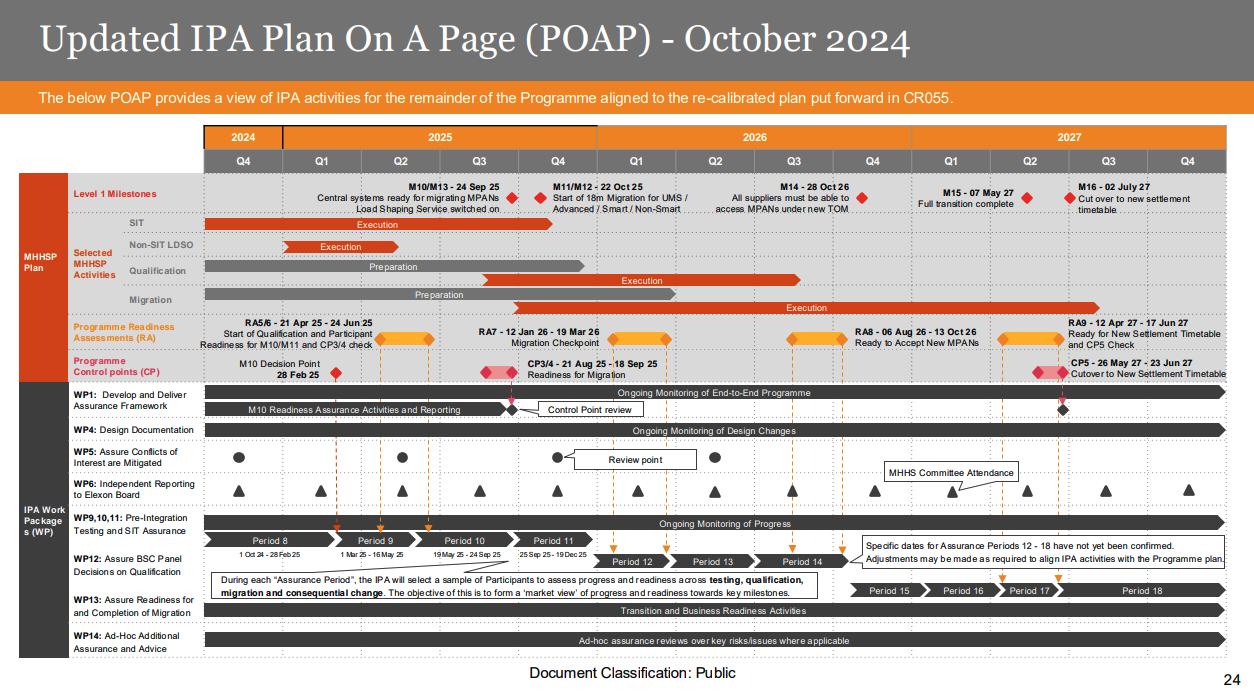 Updated IPA Plan On A Page (POAP) - October 2024
The below POAP provides a view of IPA activities for the remainder of the Programme aligned to the re-calibrated plan put forward in CR055.
2024
2025
2026
2027
Q4
Q1
Q2
Q3
Q4
Q1
Q2
Q3
Q4
Q1
Q2
Q3
Q4
MHHSP
Plan
Level 1 Milestones
M10/M13 - 24 Sep 25
Central systems ready for migrating MPANs
Load Shaping Service switched on
M11/M12 - 22 Oct 25
Start of 18m Migration for UMS /
Advanced / Smart / Non-Smart
M14 - 28 Oct 26
All suppliers must be able to
access MPANs under new TOM
M15 - 07 May 27
Full transition complete
M16 - 02 July 27
Cut over to new settlement
timetable
Selected
MHHSP
Activities
SIT
Execution
Non-SIT LDSO
Execution
Qualification
Preparation
Execution
Migration
Preparation
Execution
Programme Readiness
Assessments (RA)
RA5/6 - 21 Apr 25 - 24 Jun 25
Start of Qualification and Participant
Readiness for M10/M11 and CP3/4 check
RA7 - 12 Jan 26 - 19 Mar 26
Migration Checkpoint
RA8 - 06 Aug 26 - 13 Oct 26
Ready to Accept New MPANs
RA9 - 12 Apr 27 - 17 Jun 27
Ready for New Settlement Timetable
and CP5 Check
Programme
Control points (CP)
M10 Decision Point
28 Feb 25
CP3/4 - 21 Aug 25 - 18 Sep 25
Readiness for Migration
CP5 - 26 May 27 - 23 Jun 27
Cutover to New Settlement Timetable
IPA Work
Package
s (WP)
WP1: Develop and Deliver
Assurance Framework
Ongoing Monitoring of End-to-End Programme
M10 Readiness Assurance Activities and Reporting
Control Point review
WP4: Design Documentation
Ongoing Monitoring of Design Changes
WP5: Assure Conflicts of
Interest are Mitigated
Review point
WP6: Independent Reporting
to Elexon Board
MHHS Committee Attendance
WP9,10,11: Pre-Integration
Testing and SIT Assurance
Ongoing Monitoring of Progress
Period 8
Period 9
Period 10
Period 11
1 Oct 24 - 28 Feb 25
1 Mar 25 - 16 May 25
19 May 25 - 24 Sep 25
25 Sep 25 - 19 Dec 25
WP12: Assure BSC Panel
Decisions on Qualification
Period 12
Period 13
Period 14
Specific dates for Assurance Periods 12 - 18 have not yet been confirmed.
Adjustments may be made as required to align IPA activities with the Programme plan.
During each “Assurance Period”, the IPA will select a sample of Participants to assess progress and readiness across testing, qualification,
migration and consequential change. The objective of this is to form a ‘market view’ of progress and readiness towards key milestones.
Period 15
Period 16
Period 17
Period 18
WP13: Assure Readiness for
and Completion of Migration
Transition and Business Readiness Activities
WP14: Ad-Hoc Additional
Assurance and Advice
Ad-hoc assurance reviews over key risks/issues where applicable
Document Classification: Public
24